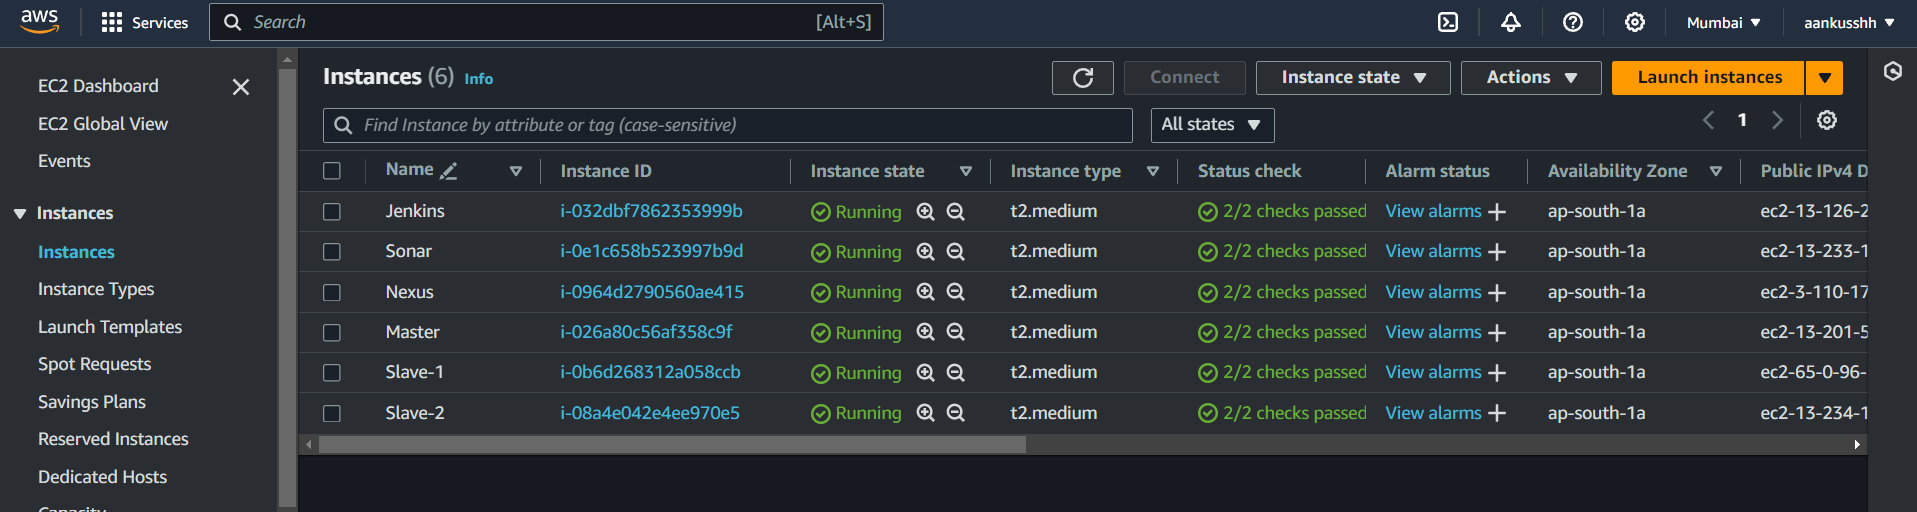 aws Services Search [Alt+S] Mumbai aankusshh
EC2 Dashboard
EC2 Global View
Events
Instances
Instances
Instance Types
Launch Templates
Spot Requests
Savings Plans
Reserved Instances
Dedicated Hosts
Capacity
Instances (6) Info Connect Instance state Actions Launch instances
Find Instance by attribute or tag (case-sensitive) All states 1
Name Instance ID Instance state Instance type Status check Alarm status Availability Zone Public IPv4 D
Jenkins i-032dbf7862353999b Running t2.medium 2/2 checks passed View alarms ap-south-1a ec2-13-126-2
Sonar i-0e1c658b523997b9d Running t2.medium 2/2 checks passed View alarms ap-south-1a ec2-13-233-1
Nexus i-0964d2790560ae415 Running t2.medium 2/2 checks passed View alarms ap-south-1a ec2-3-110-17
Master i-026a80c56af358c9f Running t2.medium 2/2 checks passed View alarms ap-south-1a ec2-13-201-5
Slave-1 i-0b6d268312a058ccb Running t2.medium 2/2 checks passed View alarms ap-south-1a ec2-65-0-96-
Slave-2 i-08a4e042e4ee970e5 Running t2.medium 2/2 checks passed View alarms ap-south-1a ec2-13-234-1